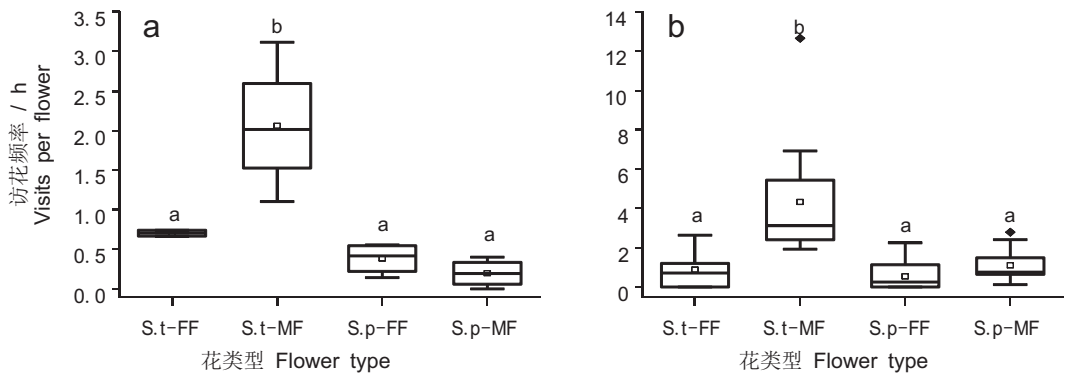 a
3.5
3.0
2.5
2.0
1.5
1.0
0.5
0.0
访花频率 / h
Visits per flower
a
b
a
a
S.t-FF
S.t-MF
S.p-FF
S.p-MF
花类型 Flower type
b
14
12
10
8
6
4
2
0
a
b
a
a
S.t-FF
S.t-MF
S.p-FF
S.p-MF
花类型 Flower type